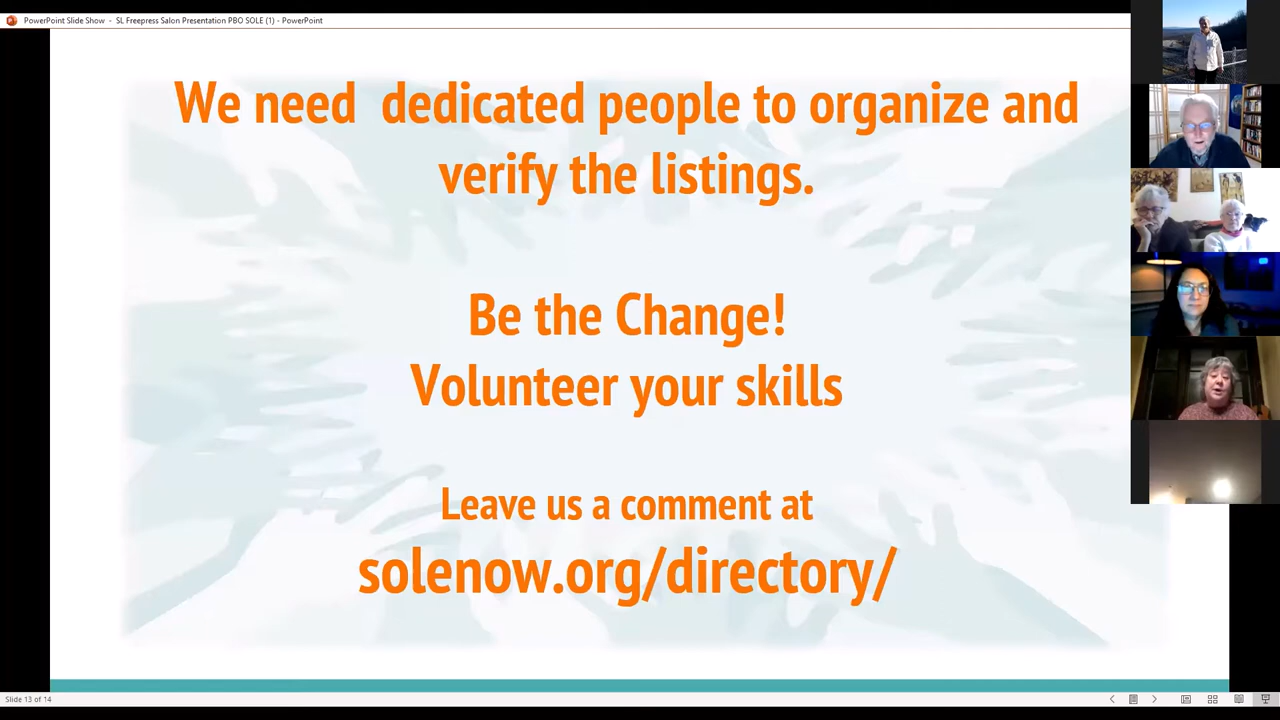 PowerPoint Slide Show - SL Freepress Salon Presentation PBO SOLE (1) - PowerPoint
We need dedicated people to organize and
verify the listings.
Be the Change!
Volunteer your skills
Leave us a comment at
solenow.org/directory/
Slide 13 of 14